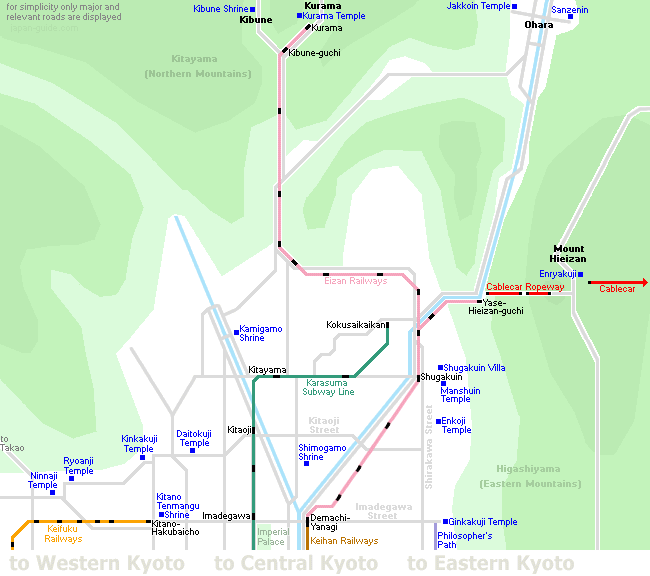 for simplicity only major and
relevant roads are displayed
japan-guide.com
Kibune Shrine
Kibune
Kurama
Kurama Temple
Kurama
Kibune-guchi
Jakkoin Temple
Sanzenin
Ohara
Kitayama
(Northern Mountains)
Mount
Hieizan
Enryakuji
Eizan Railways
Cablecar Ropeway
Cablecar
Yase-
Hieizan-guchi
Kokusaikaikan
Kamigamo
Shrine
Kitayama
Karasuma
Subway Line
Shugakuin Villa
Shugakuin
Manshuin
Temple
Kitaoji
Kitaoji
Street
Shirakawa Street
Enkoji
Temple
to
Takao
Kinkakuji
Temple
Daitokuji
Temple
Ryoanji
Temple
Ninnaji
Temple
Shimogamo
Shrine
Higashiyama
(Eastern Mountains)
Kitano
Tenmangu
Shrine
Imadegawa
Imadegawa
Street
Demachi-
Yanagi
Ginkakuji Temple
Keifuku
Railways
Kitano-
Hakubaicho
Imperial
Palace
Keihan Railways
Philosopher's
Path
to Western Kyoto
to Central Kyoto
to Eastern Kyoto